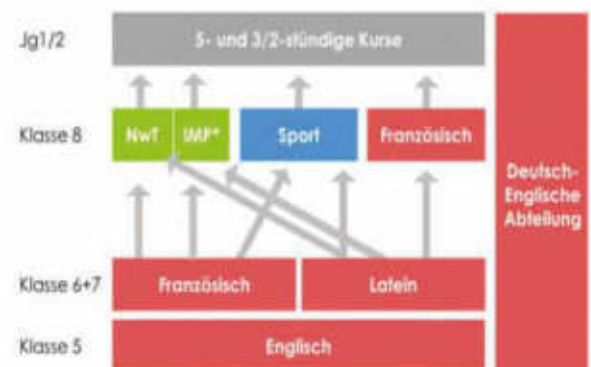 Jg1/2
5- und 3/2-stündige Kurse
Klasse 8
NwT
IMP*
Sport
Französisch
Deutsch-
Englische
Abteilung
Klasse 6+7
Französisch
Latein
Klasse 5
Englisch